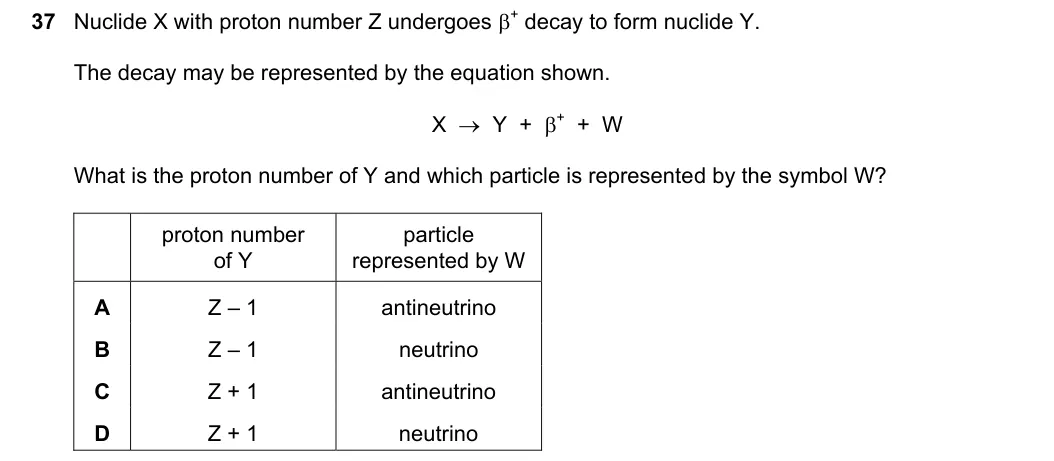 37 Nuclide X with proton number Z undergoes β⁺ decay to form nuclide Y.
The decay may be represented by the equation shown.
X → Y + β⁺ + W
What is the proton number of Y and which particle is represented by the symbol W?
proton number of Y	particle represented by W
A	Z – 1	antineutrino
B	Z – 1	neutrino
C	Z + 1	antineutrino
D	Z + 1	neutrino